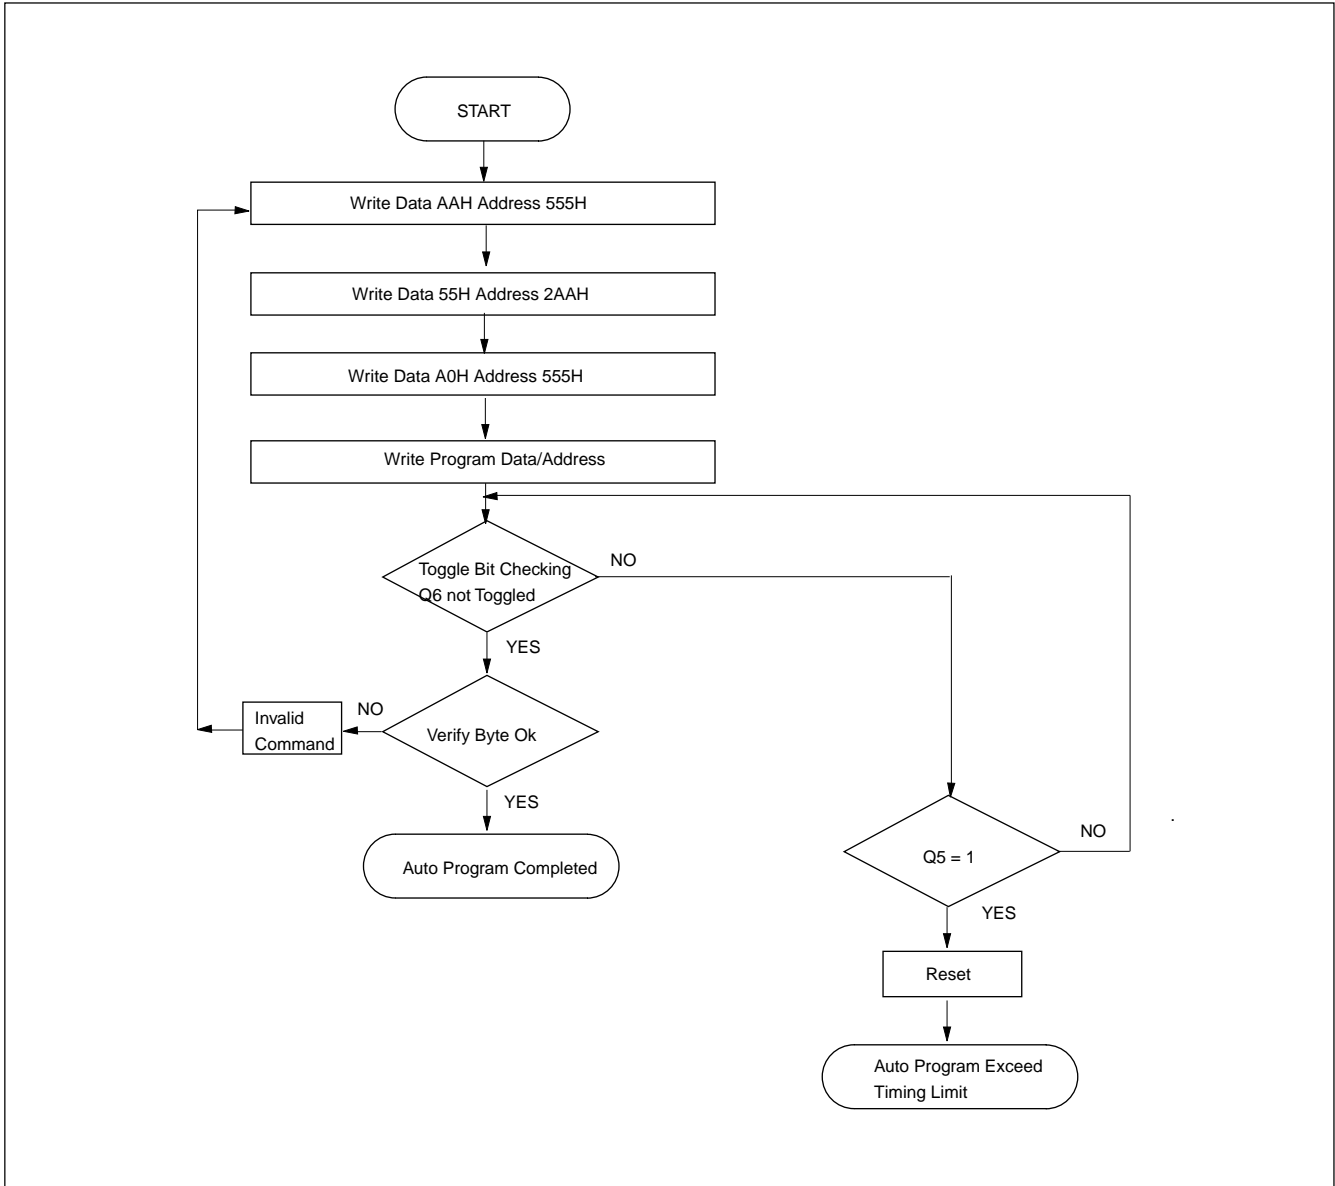 START
Write Data AAH Address 555H
Write Data 55H Address 2AAH
Write Data A0H Address 555H
Write Program Data/Address
Toggle Bit Checking
Q6 not Toggled
NO
YES
Invalid
Command
NO
Verify Byte Ok
YES
Auto Program Completed
Q5 = 1
NO
.
YES
Reset
Auto Program Exceed
Timing Limit